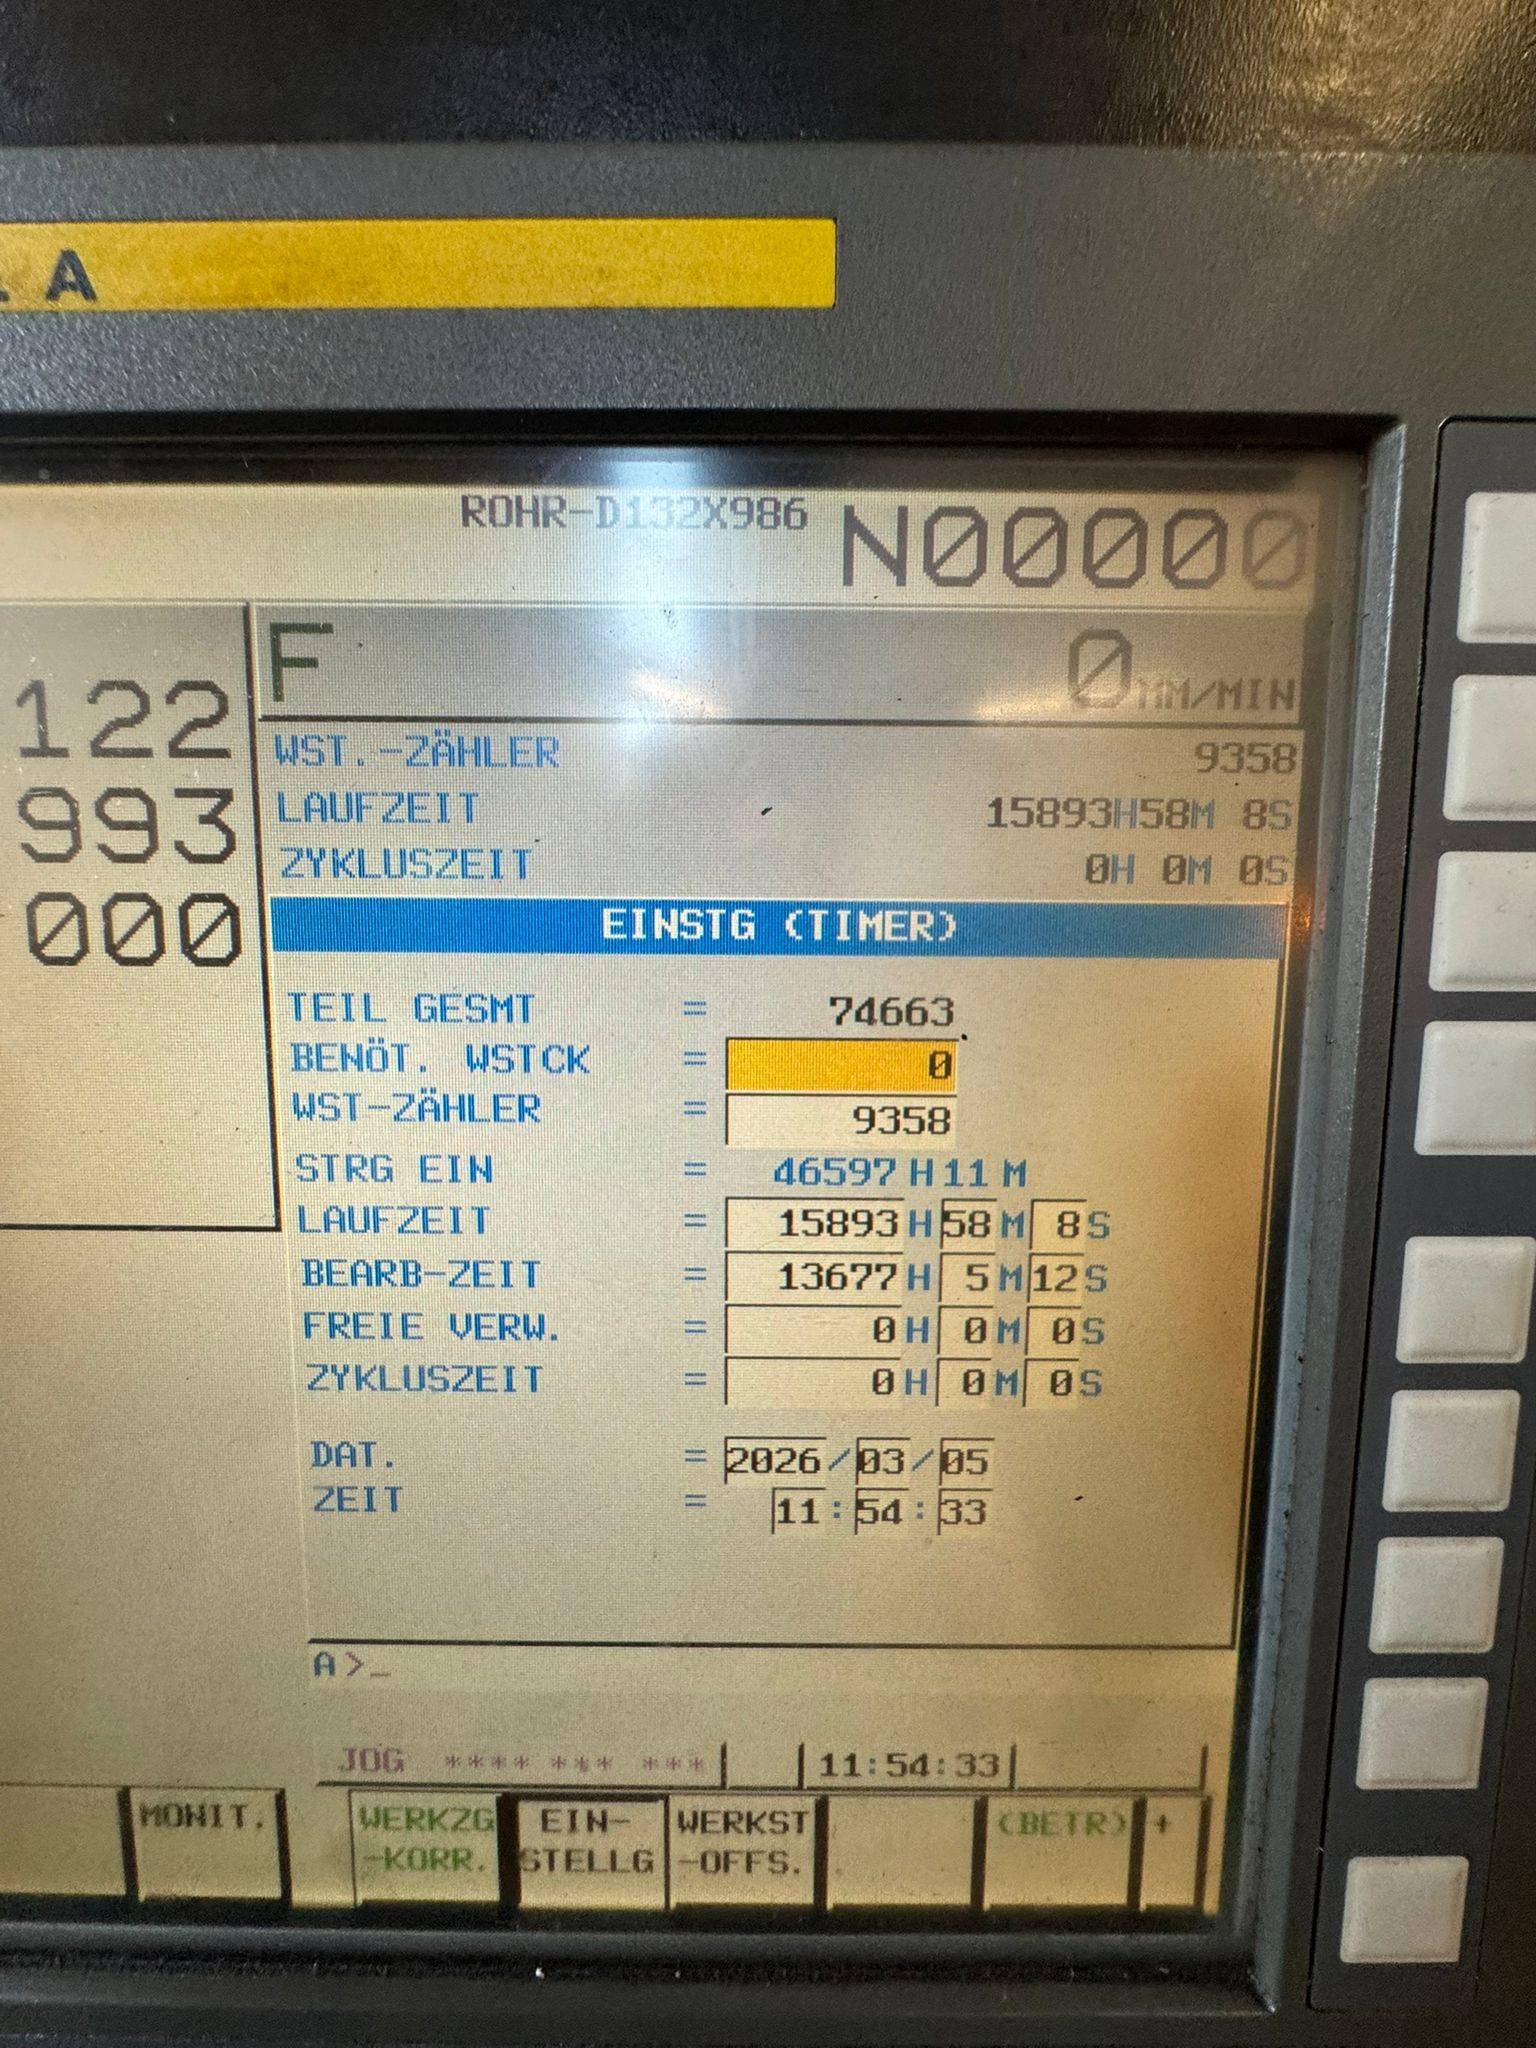 A
ROHR-D132X986 N00000
122 F 0 MM/MIN
WST.-ZÄHLER 9358
993 LAUFZEIT 15893H58M 8S
ZYKLUSZEIT 0H 0M 0S
000 EINSTG (TIMER)
TEIL GESMT = 74663
BENÖT. WSTCK = 0
WST-ZÄHLER = 9358
STRG EIN = 46597 H 11 M
LAUFZEIT = 15893 H 58 M 8 S
BEARB-ZEIT = 13677 H 5 M 12 S
FREIE VERW. = 0 H 0 M 0 S
ZYKLUSZEIT = 0 H 0 M 0 S
DAT. = 2026/03/05
ZEIT = 11:54:33
A>_
JOG **** *** *** 11:54:33
MONIT. WERKZG EIN- WERKST (BETR) +
-KORR. STELLG -OFFS.